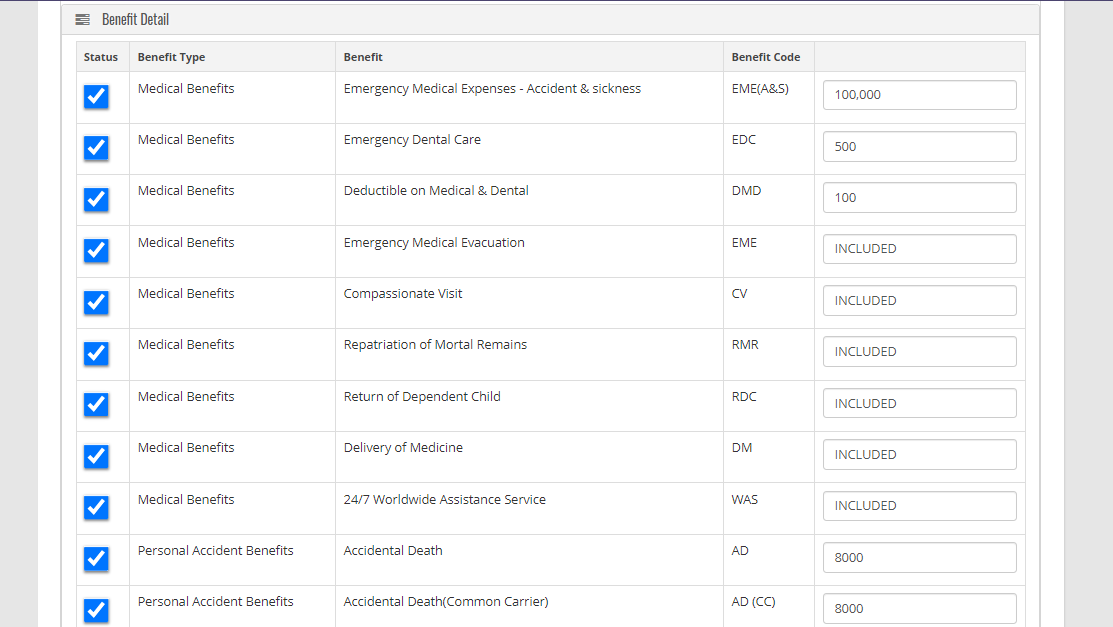 Benefit Detail
Status Benefit Type Benefit Benefit Code
Medical Benefits Emergency Medical Expenses - Accident & sickness EME(A&S) 100,000
Medical Benefits Emergency Dental Care EDC 500
Medical Benefits Deductible on Medical & Dental DMD 100
Medical Benefits Emergency Medical Evacuation EME INCLUDED
Medical Benefits Compassionate Visit CV INCLUDED
Medical Benefits Repatriation of Mortal Remains RMR INCLUDED
Medical Benefits Return of Dependent Child RDC INCLUDED
Medical Benefits Delivery of Medicine DM INCLUDED
Medical Benefits 24/7 Worldwide Assistance Service WAS INCLUDED
Personal Accident Benefits Accidental Death AD 8000
Personal Accident Benefits Accidental Death(Common Carrier) AD (CC) 8000